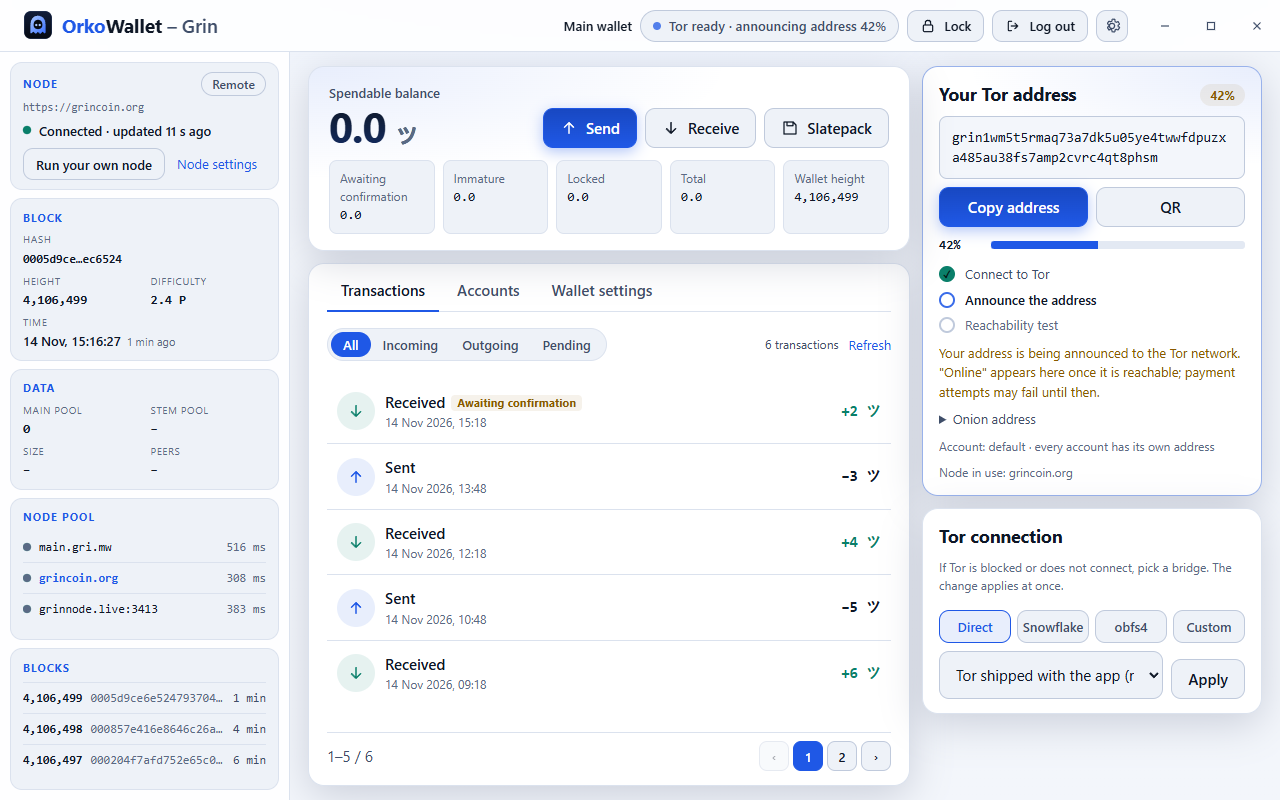 OrkoWallet – Grin
Main wallet
Tor ready · announcing address 42%
Lock
Log out
NODE
Remote
https://grincoin.org
Connected · updated 11 s ago
Run your own node
Node settings
BLOCK
HASH
0005d9ce…ec6524
HEIGHT
DIFFICULTY
4,106,499
2.4 P
TIME
14 Nov, 15:16:27 1 min ago
DATA
MAIN POOL
STEM POOL
0
–
SIZE
PEERS
–
–
NODE POOL
main.gri.mw
516 ms
grincoin.org
308 ms
grinnode.live:3413
383 ms
BLOCKS
4,106,499 0005d9ce6e524793704… 1 min
4,106,498 000857e416e8646c26a… 4 min
4,106,497 000204f7afd752e65c0… 6 min
Spendable balance
0.0 ツ
Send
Receive
Slatepack
Awaiting
confirmation
0.0
Immature
0.0
Locked
0.0
Total
0.0
Wallet height
4,106,499
Transactions
Accounts
Wallet settings
All
Incoming
Outgoing
Pending
6 transactions
Refresh
Received Awaiting confirmation
14 Nov 2026, 15:18
+2 ツ
Sent
14 Nov 2026, 13:48
−3 ツ
Received
14 Nov 2026, 12:18
+4 ツ
Sent
14 Nov 2026, 10:48
−5 ツ
Received
14 Nov 2026, 09:18
+6 ツ
1–5 / 6
‹
1
2
›
Your Tor address
42%
grin1wm5t5rmaq73a7dk5u05ye4twwfdpuzx
a485au38fs7amp2cvrc4qt8phsm
Copy address
QR
42%
Connect to Tor
Announce the address
Reachability test
Your address is being announced to the Tor network.
"Online" appears here once it is reachable; payment
attempts may fail until then.
Onion address
Account: default · every account has its own address
Node in use: grincoin.org
Tor connection
If Tor is blocked or does not connect, pick a bridge. The
change applies at once.
Direct
Snowflake
obfs4
Custom
Tor shipped with the app (r
Apply